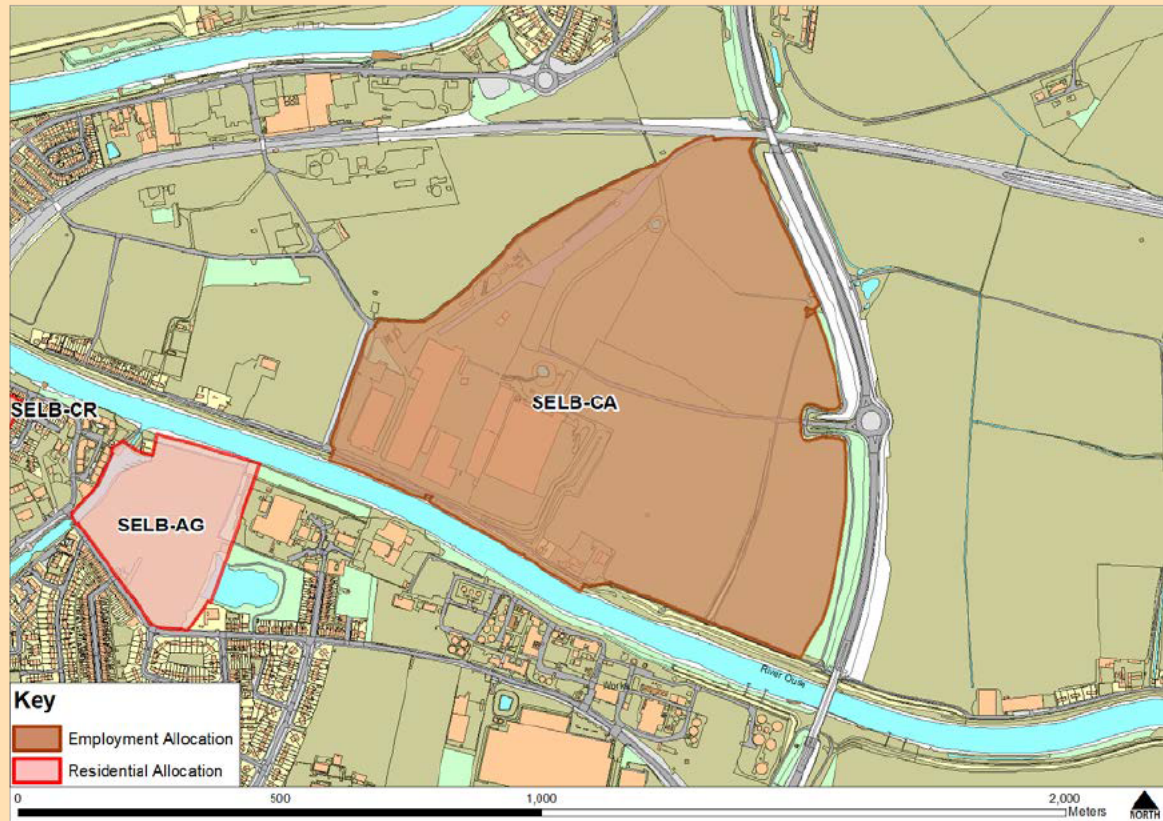 SELB-CR
SELB-CA
SELB-AG
River Ouse
Key
Employment Allocation
Residential Allocation
0
500
1,000
2,000
Meters
NORTH